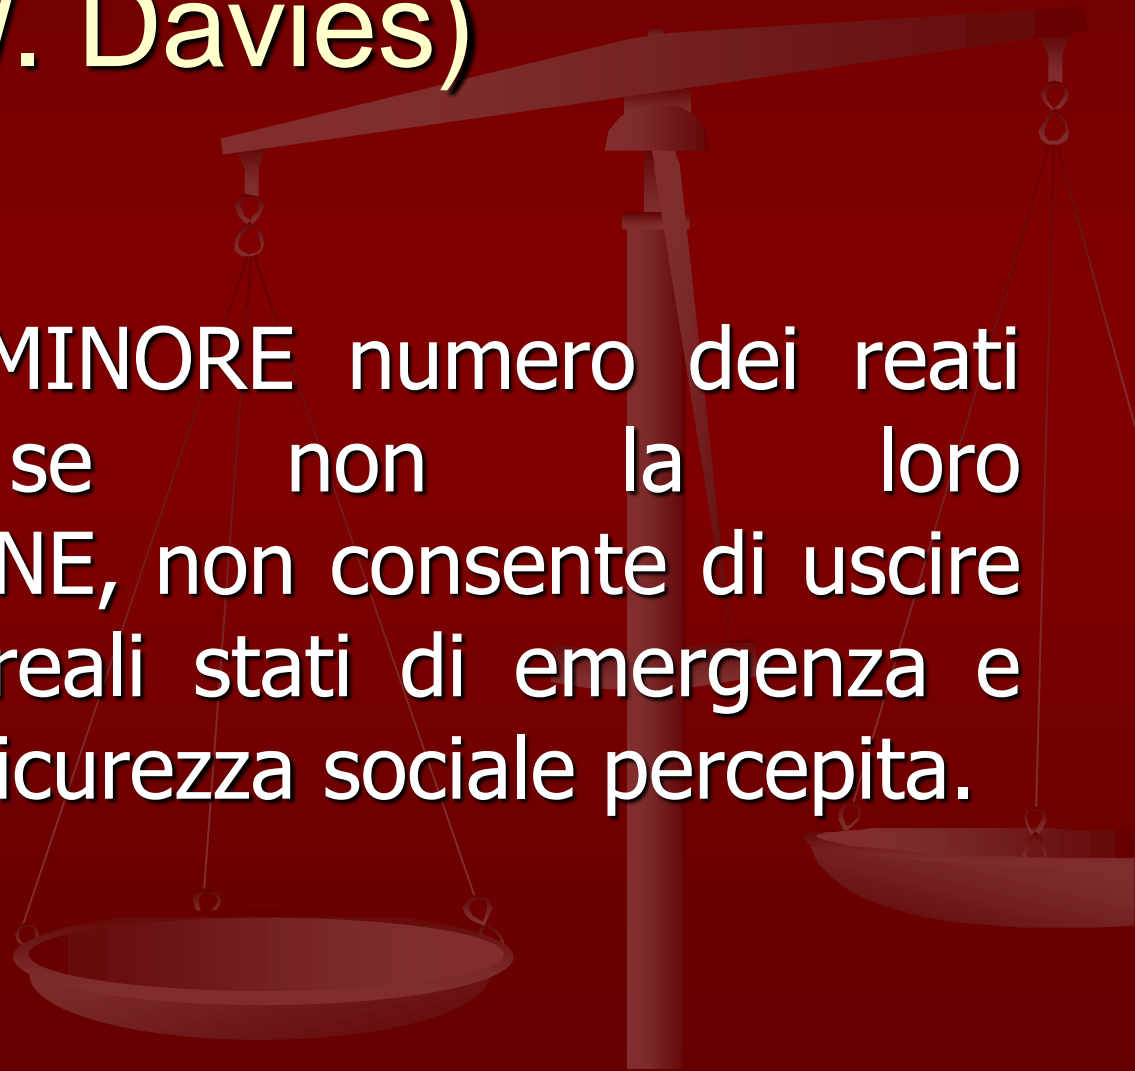 . Davies)
MINORE numero dei reati
se non la loro
NE, non consente di uscire
reali stati di emergenza e
icurezza sociale percepita.